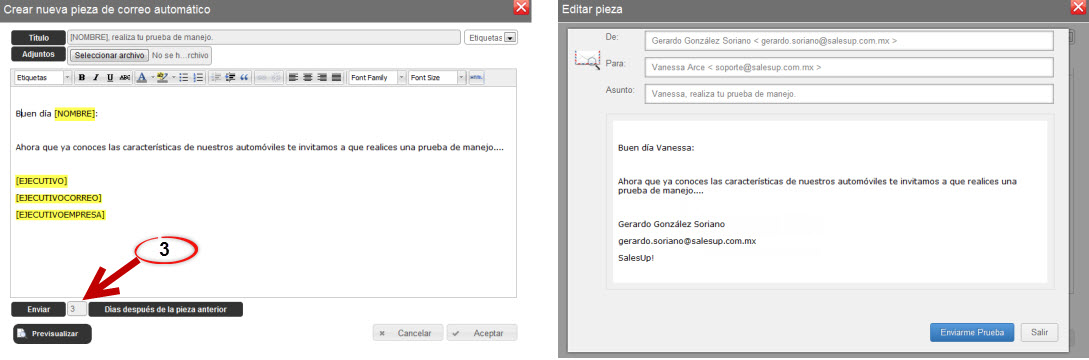 Crear nueva pieza de correo automático
Título [NOMBRE], realiza tu prueba de manejo. Etiquetas
Adjuntos Seleccionar archivo No se h...rchivo
Etiquetas B I U ABC Font Family Font Size HTML
Buen día [NOMBRE]:
Ahora que ya conoces las características de nuestros automóviles te invitamos a que realices una prueba de manejo....
[EJECUTIVO]
[EJECUTIVOCORREO]
[EJECUTIVOEMPRESA]
3
Enviar 3 Dias después de la pieza anterior
Previsualizar Cancelar Aceptar
Editar pieza
De: Gerardo González Soriano < gerardo.soriano@salesup.com.mx >
Para: Vanessa Arce < soporte@salesup.com.mx >
Asunto: Vanessa, realiza tu prueba de manejo.
Buen día Vanessa:
Ahora que ya conoces las características de nuestros automóviles te invitamos a que realices una
prueba de manejo....
Gerardo González Soriano
gerardo.soriano@salesup.com.mx
SalesUp!
Enviarme Prueba Salir